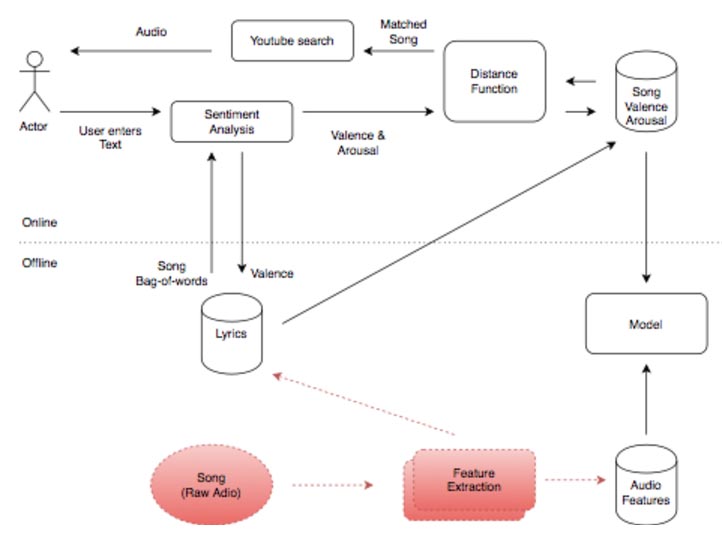 Audio
Youtube search
Matched
Song
Distance
Function
Song
Valence
Arousal
Actor
User enters
Text
Sentiment
Analysis
Valence &
Arousal
Online
Offline
Song
Bag-of-words
Valence
Lyrics
Model
Song
(Raw Adio)
Feature
Extraction
Audio
Features